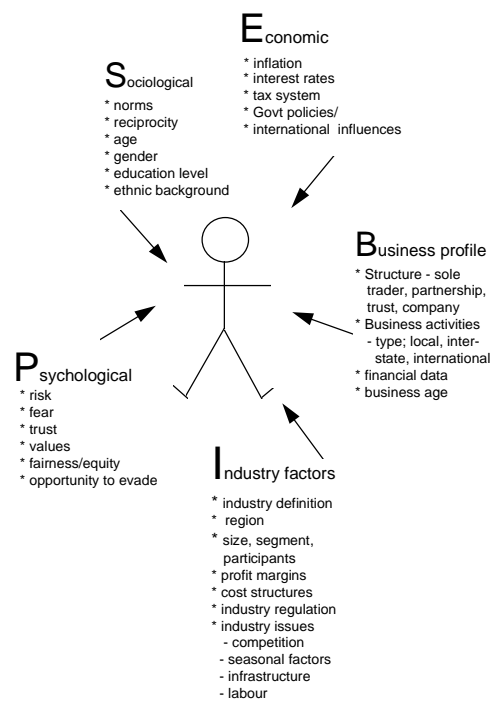 Economic
* inflation
* interest rates
* tax system
* Govt policies/
* international influences
Sociological
* norms
* reciprocity
* age
* gender
* education level
* ethnic background
Business profile
* Structure - sole
trader, partnership,
trust, company
* Business activities
- type; local, inter-
state, international
* financial data
* business age
Psychological
* risk
* fear
* trust
* values
* fairness/equity
* opportunity to evade
Industry factors
* industry definition
* region
* size, segment,
participants
* profit margins
* cost structures
* industry regulation
* industry issues
- competition
- seasonal factors
- infrastructure
- labour